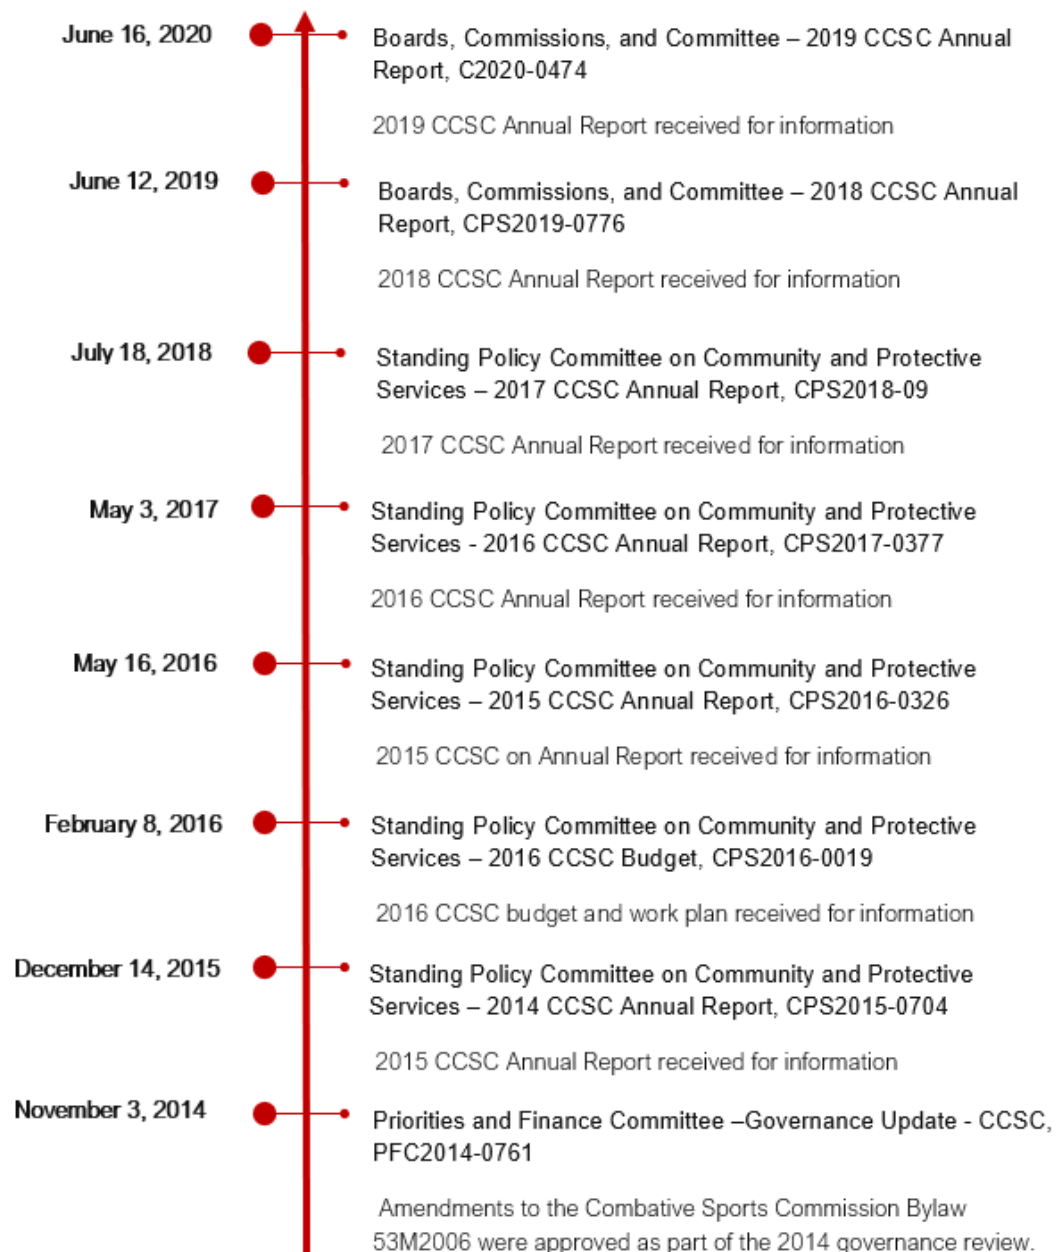 June 16, 2020
Boards, Commissions, and Committee – 2019 CCSC Annual
Report, C2020-0474
2019 CCSC Annual Report received for information
June 12, 2019
Boards, Commissions, and Committee – 2018 CCSC Annual
Report, CPS2019-0776
2018 CCSC Annual Report received for information
July 18, 2018
Standing Policy Committee on Community and Protective
Services – 2017 CCSC Annual Report, CPS2018-09
2017 CCSC Annual Report received for information
May 3, 2017
Standing Policy Committee on Community and Protective
Services - 2016 CCSC Annual Report, CPS2017-0377
2016 CCSC Annual Report received for information
May 16, 2016
Standing Policy Committee on Community and Protective
Services – 2015 CCSC Annual Report, CPS2016-0326
2015 CCSC on Annual Report received for information
February 8, 2016
Standing Policy Committee on Community and Protective
Services – 2016 CCSC Budget, CPS2016-0019
2016 CCSC budget and work plan received for information
December 14, 2015
Standing Policy Committee on Community and Protective
Services – 2014 CCSC Annual Report, CPS2015-0704
2015 CCSC Annual Report received for information
November 3, 2014
Priorities and Finance Committee –Governance Update - CCSC,
PFC2014-0761
Amendments to the Combative Sports Commission Bylaw
53M2006 were approved as part of the 2014 governance review.